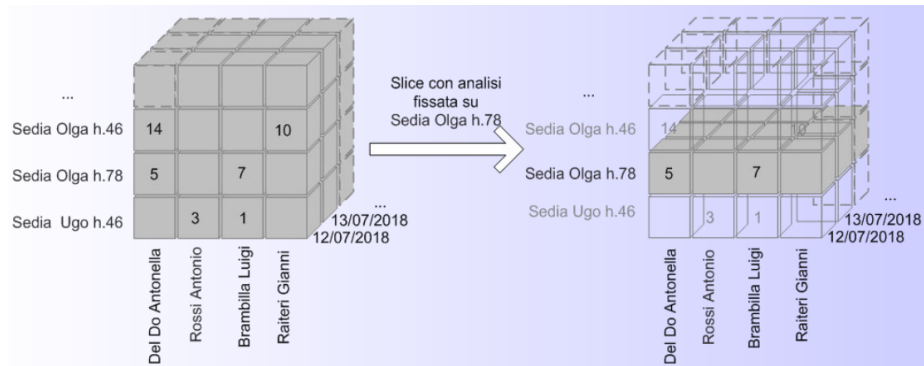 ...
Sedia Olga h.46
14
10
Sedia Olga h.78
5
7
Sedia Ugo h.46
3
1
...
13/07/2018
12/07/2018
Del Do Antonella
Rossi Antonio
Brambilla Luigi
Raiteri Gianni
Slice con analisi
fissata su
Sedia Olga h.78
...
Sedia Olga h.46
14
10
Sedia Olga h.78
5
7
Sedia Ugo h.46
3
1
...
13/07/2018
12/07/2018
Del Do Antonella
Rossi Antonio
Brambilla Luigi
Raiteri Gianni